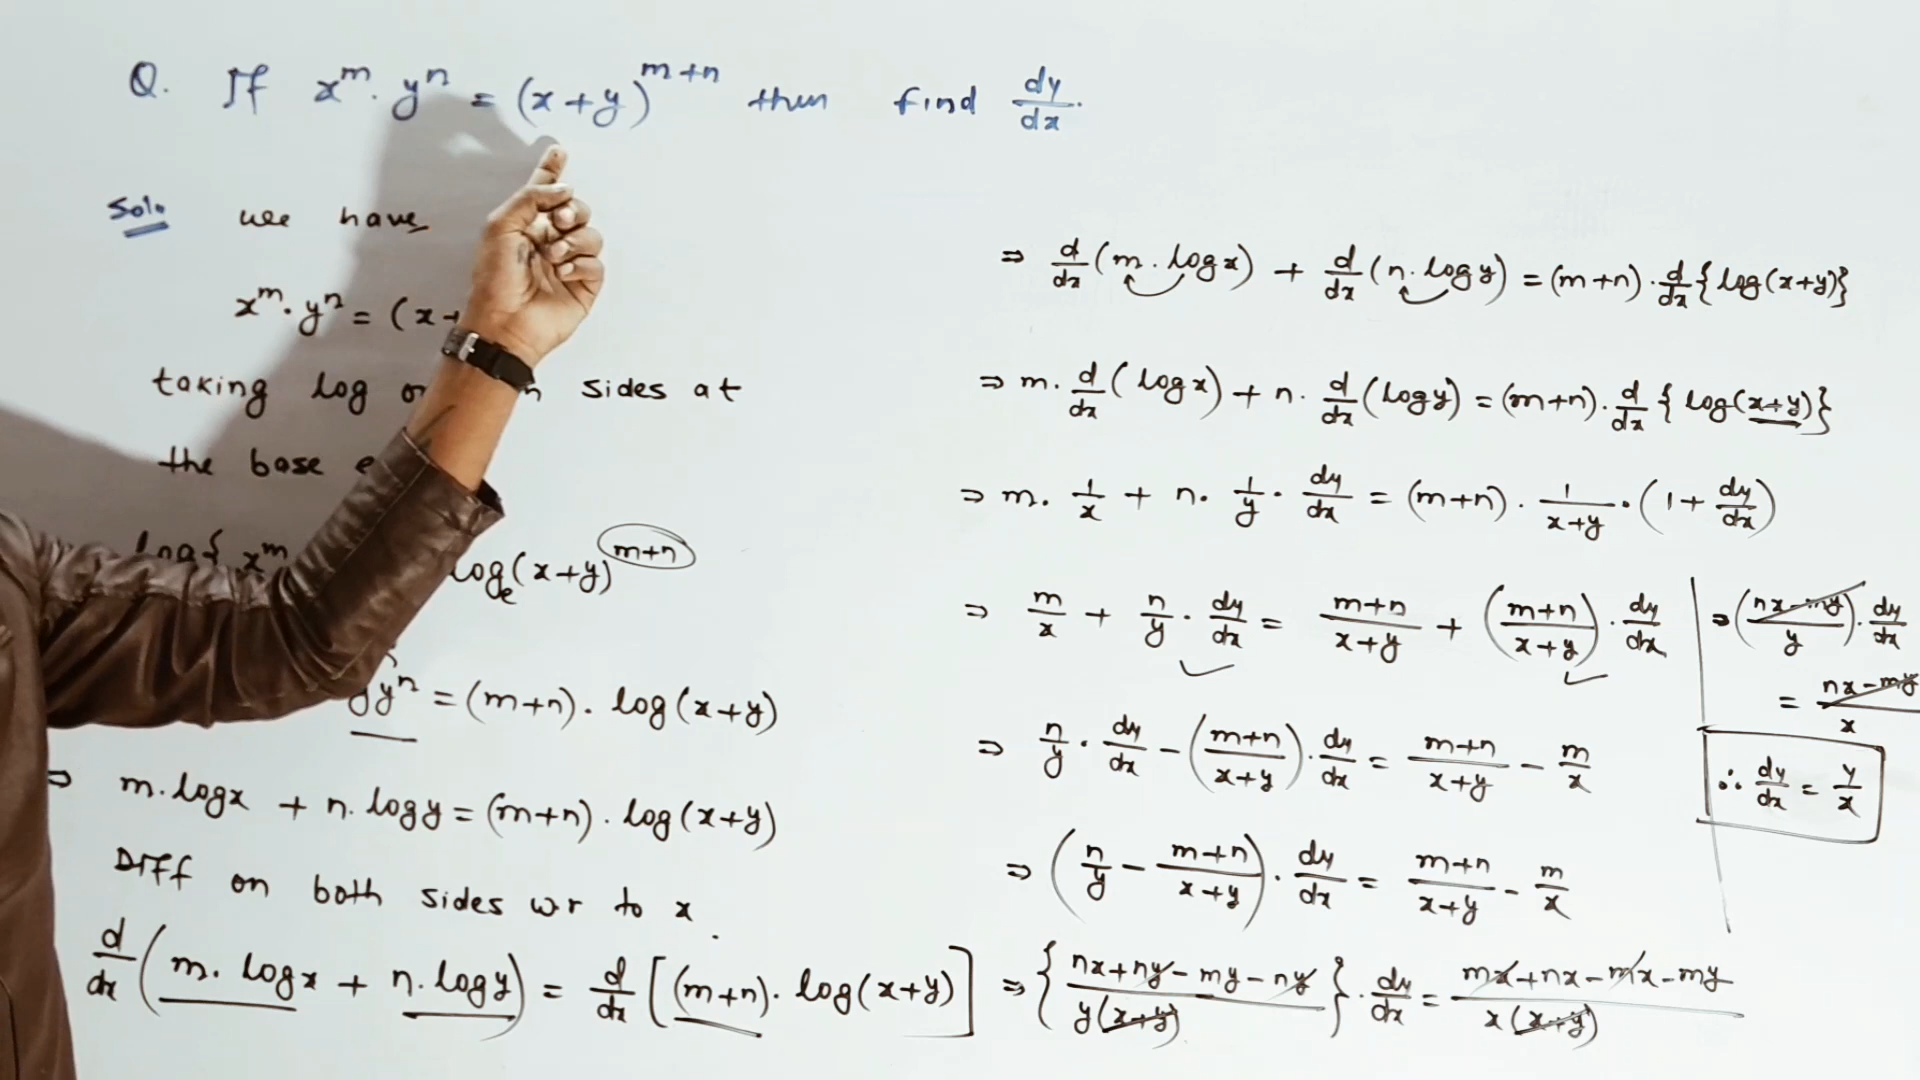 Q. If x^m . y^n = (x+y)^{m+n} then find dy/dx.
Soln we have
x^m . y^n = (x+
taking log on sides at
the base e
log{ x^m log_e(x+y)^{m+n}
y^n = (m+n). log(x+y)
⇒ m.logx + n.logy = (m+n). log(x+y)
Diff on both sides wr to x.
d/dx (m. logx + n. logy) = d/dx [(m+n). log(x+y)]
⇒ d/dx (m. logx) + d/dx (n. logy) = (m+n). d/dx {log(x+y)}
⇒ m. d/dx (logx) + n. d/dx (logy) = (m+n). d/dx {log(x+y)}
⇒ m. 1/x + n. 1/y . dy/dx = (m+n). 1/(x+y) . (1 + dy/dx)
⇒ m/x + n/y . dy/dx = (m+n)/(x+y) + ((m+n)/(x+y)) . dy/dx
⇒ n/y . dy/dx - ((m+n)/(x+y)) . dy/dx = (m+n)/(x+y) - m/x
⇒ (n/y - (m+n)/(x+y)) . dy/dx = (m+n)/(x+y) - m/x
⇒ {(nx+ny-my-ny)/(y(x+y))} . dy/dx = (mx+nx-mx-my)/(x(x+y))
⇒ ((nx-my)/y) . dy/dx
= (nx-my)/x
∴ dy/dx = y/x